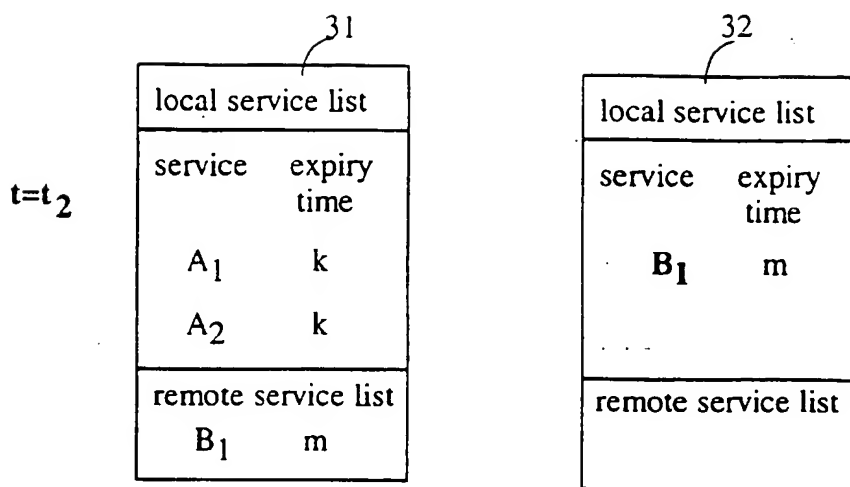 31
local service list
t=t2
service expiry
time
A1 k
A2 k
remote service list
B1 m
32
local service list
service expiry
time
B1 m
. . .
remote service list